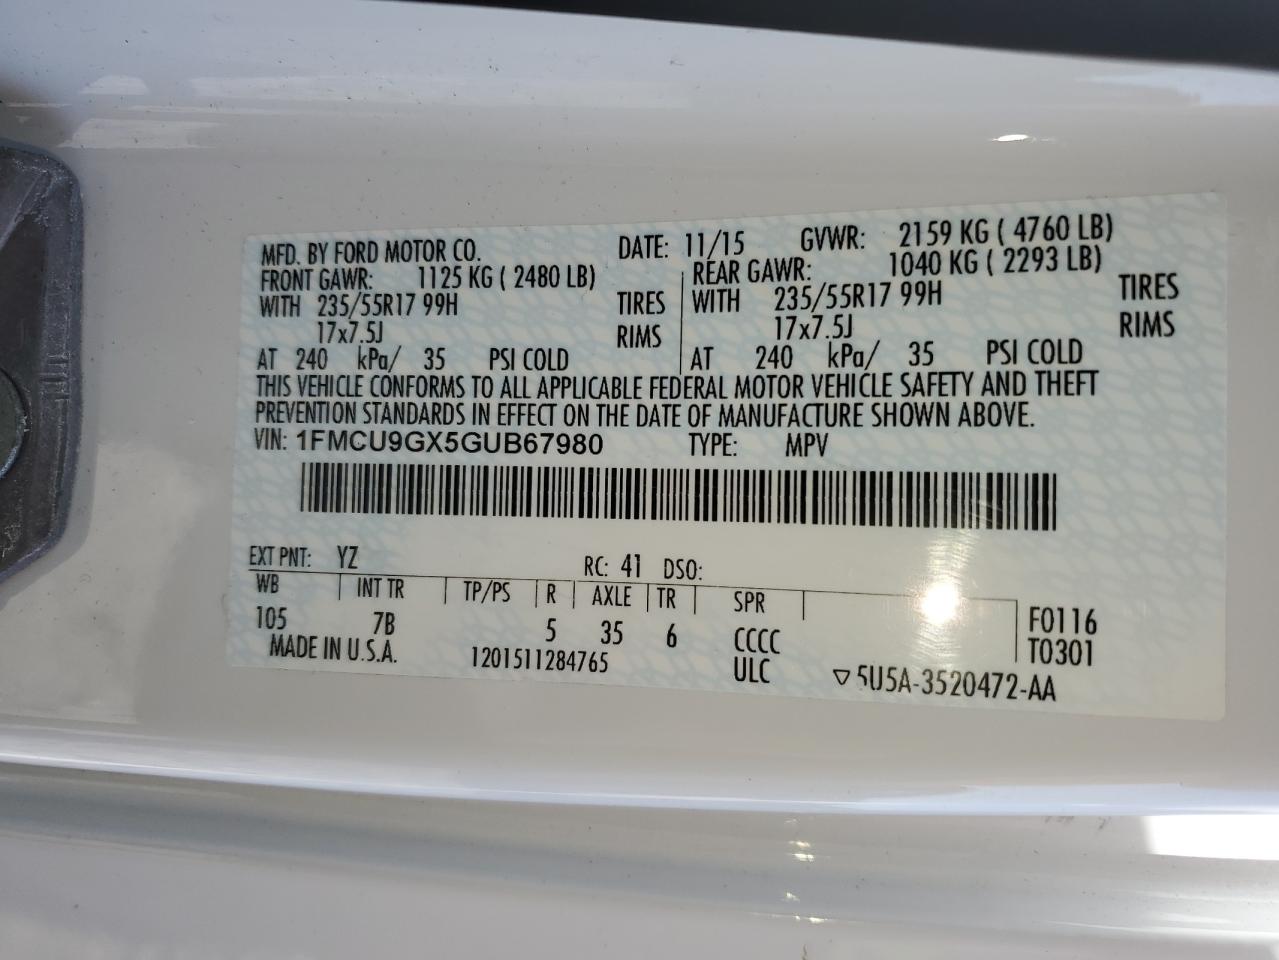 MFD. BY FORD MOTOR CO. DATE: 11/15 GVWR: 2159 KG ( 4760 LB)
FRONT GAWR: 1125 KG ( 2480 LB) REAR GAWR: 1040 KG ( 2293 LB)
WITH 235/55R17 99H TIRES WITH 235/55R17 99H TIRES
17x7.5J RIMS 17x7.5J RIMS
AT 240 kPa/ 35 PSI COLD AT 240 kPa/ 35 PSI COLD
THIS VEHICLE CONFORMS TO ALL APPLICABLE FEDERAL MOTOR VEHICLE SAFETY AND THEFT
PREVENTION STANDARDS IN EFFECT ON THE DATE OF MANUFACTURE SHOWN ABOVE.
VIN: 1FMCU9GX5GUB67980 TYPE: MPV
EXT PNT: YZ RC: 41 DSO:
WB INT TR TP/PS R AXLE TR SPR F0116
105 7B 5 35 6 CCCC T0301
MADE IN U.S.A. 1201511284765 ULC ▽5U5A-3520472-AA